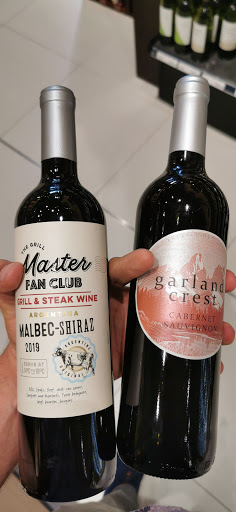 THE GRILL
Master
FAN CLUB
GRILL & STEAK WINE
ARGENTINA
MALBEC-SHIRAZ
2019
garland
crest
CABERNET
SAUVIGNON